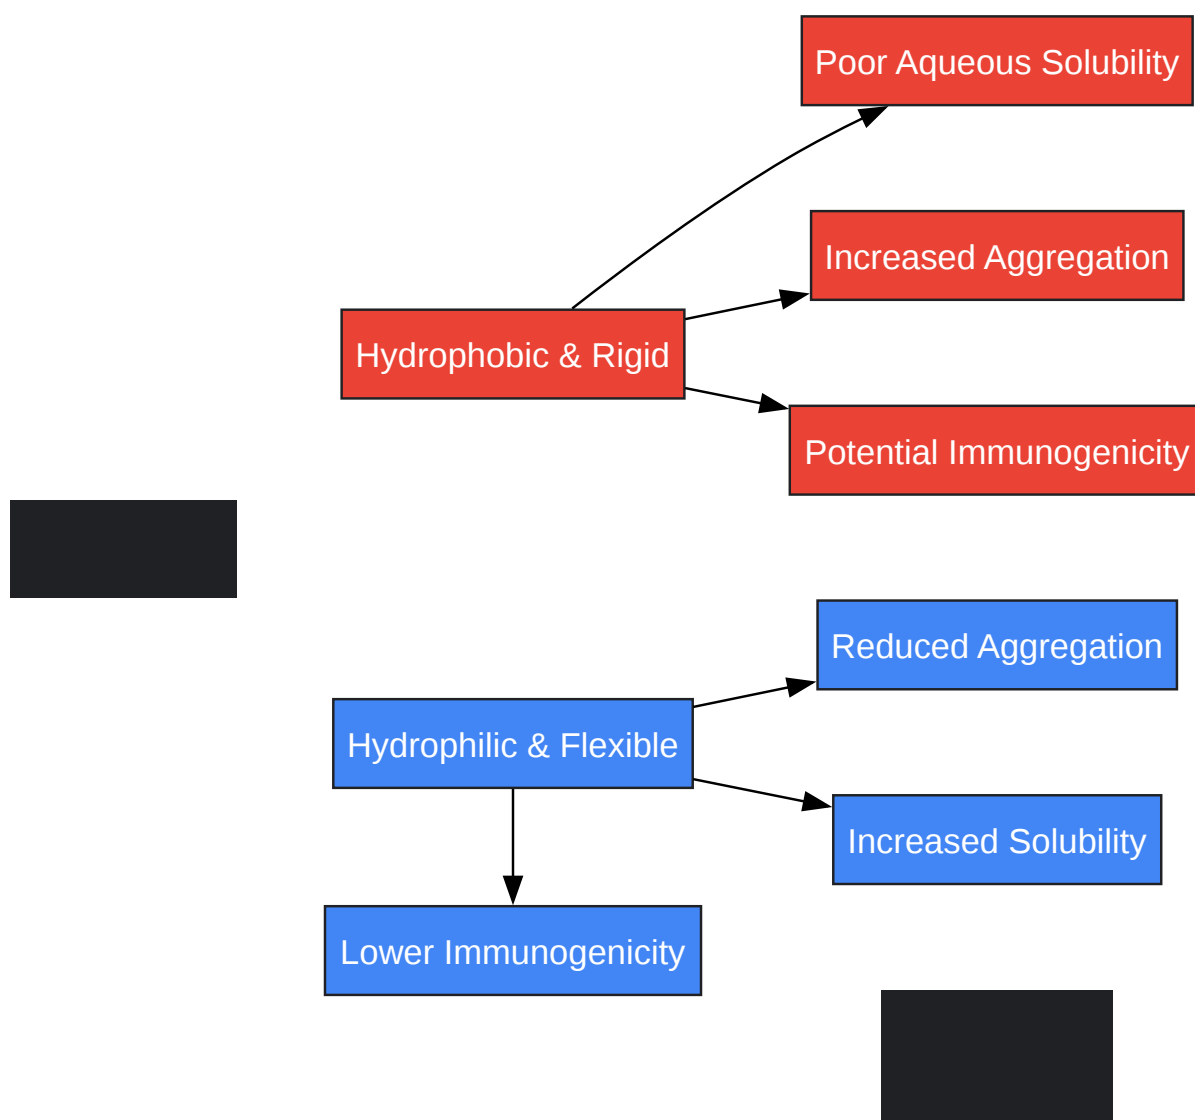 Poor Aqueous Solubility
Increased Aggregation
Hydrophobic & Rigid
Potential Immunogenicity
Reduced Aggregation
Hydrophilic & Flexible
Increased Solubility
Lower Immunogenicity